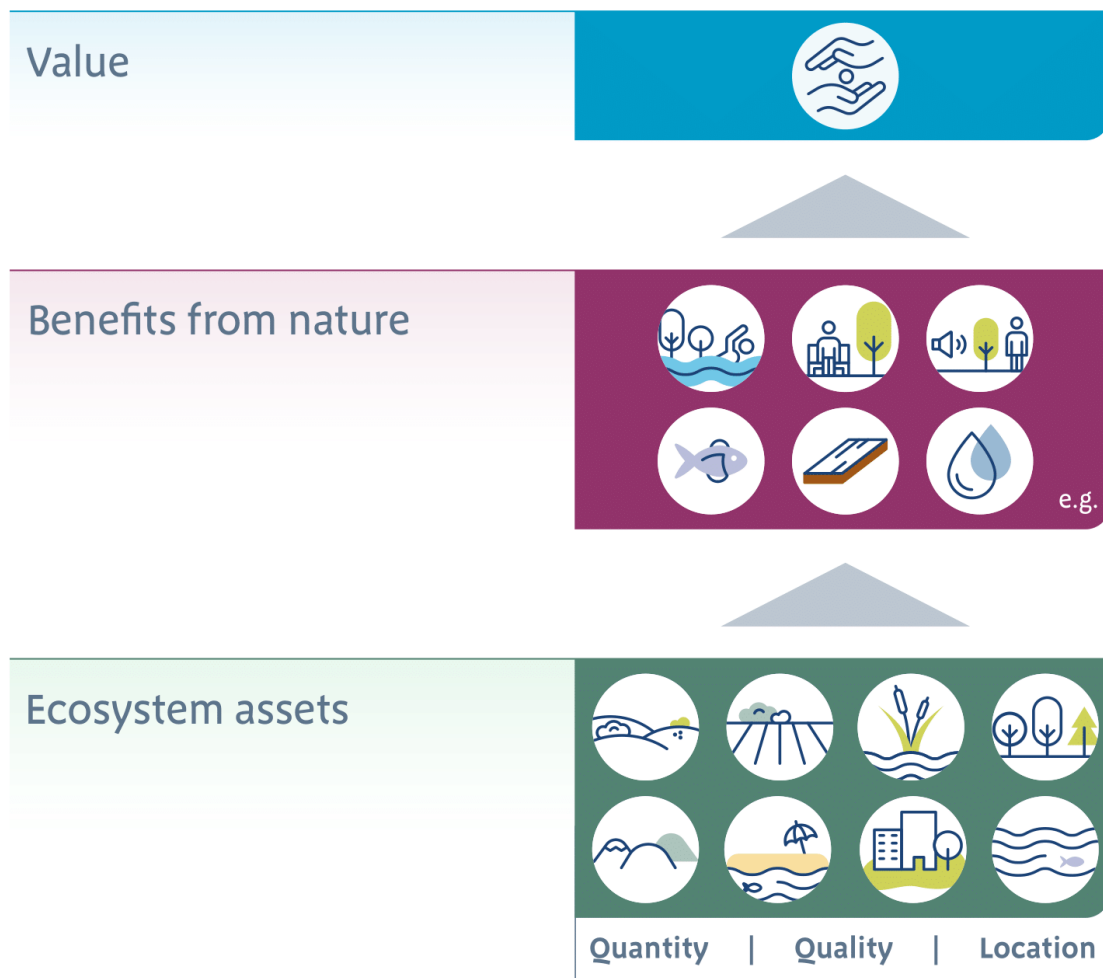 Value
Benefits from nature
e.g.
Ecosystem assets
Quantity | Quality | Location